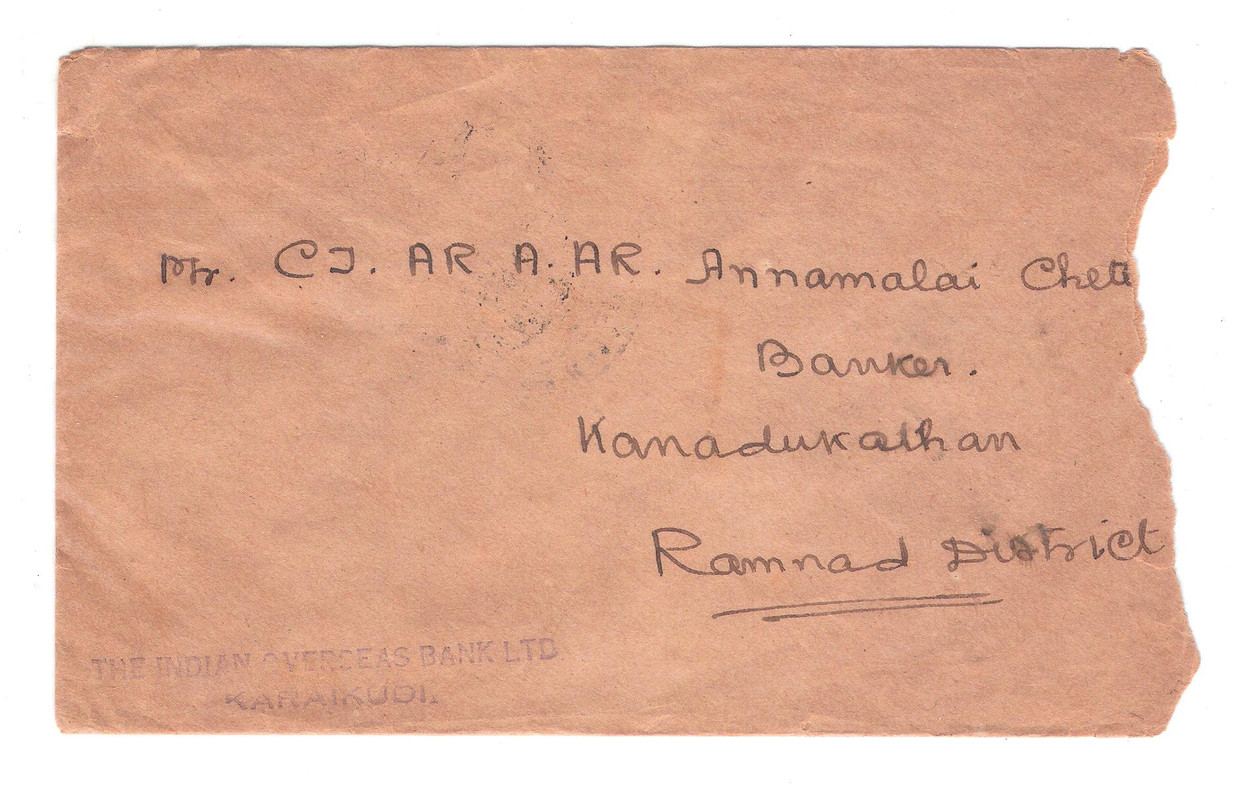 Mr. CT. AR A. AR. Annamalai Chett
Banker.
Kanadukathan
Ramnad District
THE INDIAN OVERSEAS BANK LTD
KARAIKUDI.